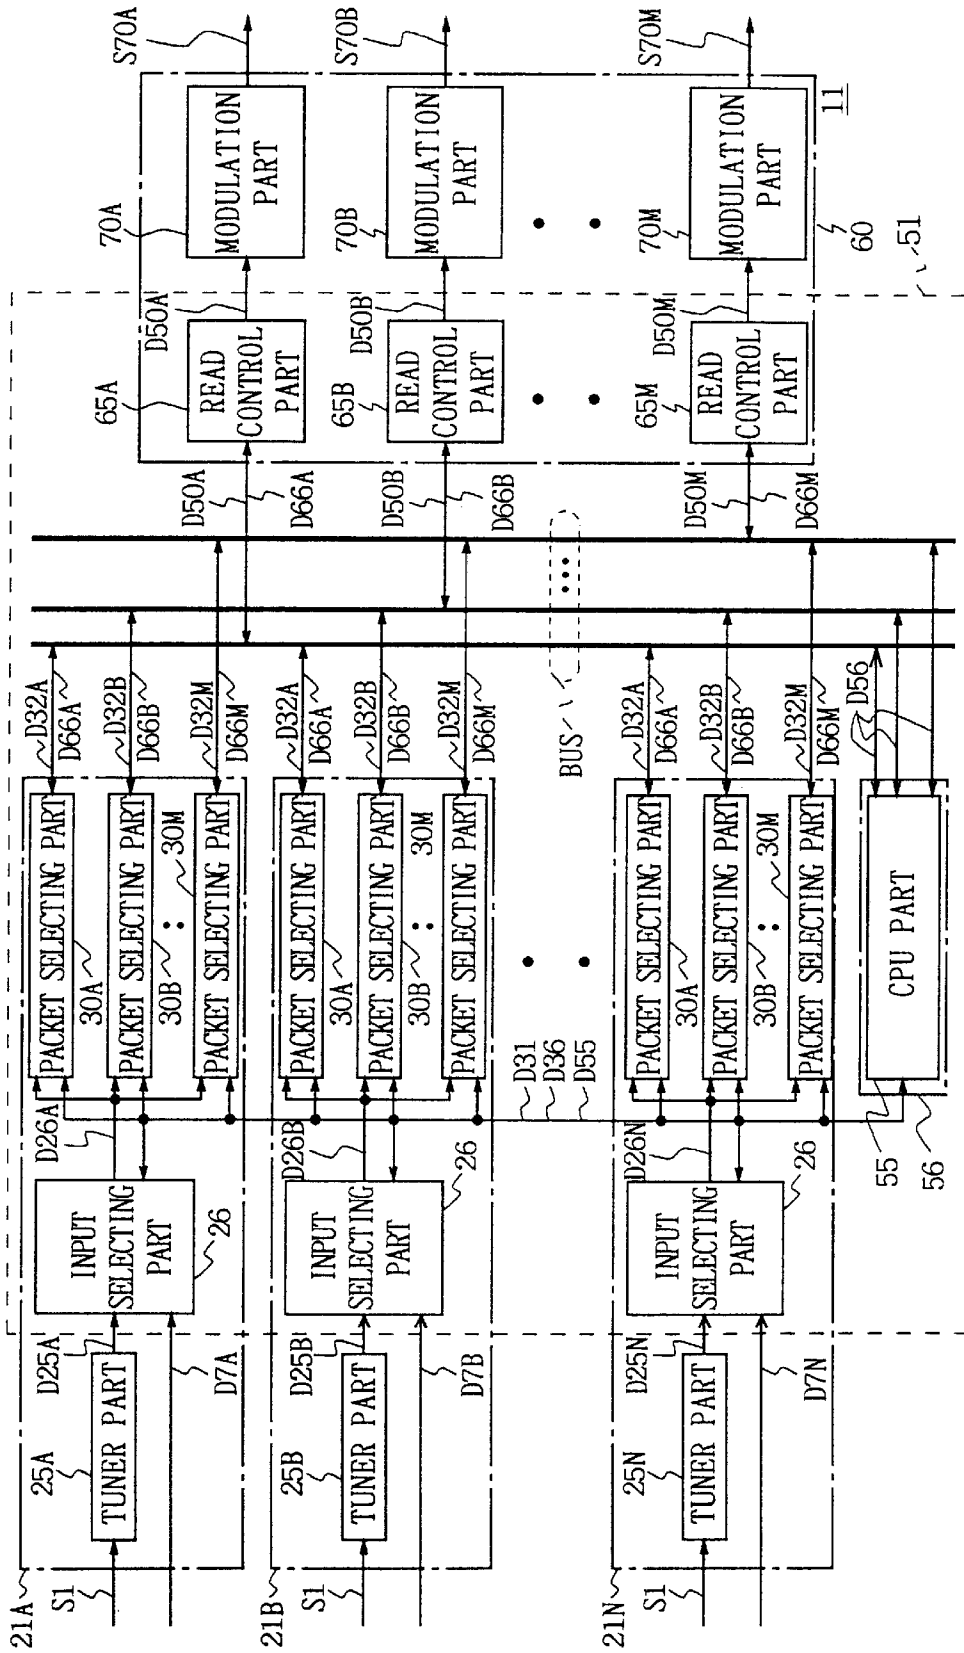 21A
S1
25A
TUNER PART
D25A
D7A
INPUT
SELECTING
PART
26
D26A
PACKET SELECTING PART
30A
PACKET SELECTING PART
30B
30M
PACKET SELECTING PART
D32A
D66A
D32B
D66B
D32M
D66M
21B
S1
25B
TUNER PART
D25B
D7B
INPUT
SELECTING
PART
26
D26B
PACKET SELECTING PART
30A
PACKET SELECTING PART
30B
30M
PACKET SELECTING PART
D32A
D66A
D32B
D66B
D32M
D66M
D31
D36
D55
BUS
21N
S1
25N
TUNER PART
D25N
D7N
INPUT
SELECTING
PART
26
D26N
PACKET SELECTING PART
30A
PACKET SELECTING PART
30B
30M
PACKET SELECTING PART
D32A
D66A
D32B
D66B
D32M
D66M
55
56
CPU PART
D56
D50A
D66A
65A
READ
CONTROL
PART
D50A
70A
MODULATION
PART
S70A
D50B
D66B
65B
READ
CONTROL
PART
D50B
70B
MODULATION
PART
S70B
D50M
D66M
65M
READ
CONTROL
PART
D50M
70M
MODULATION
PART
S70M
60
11
51